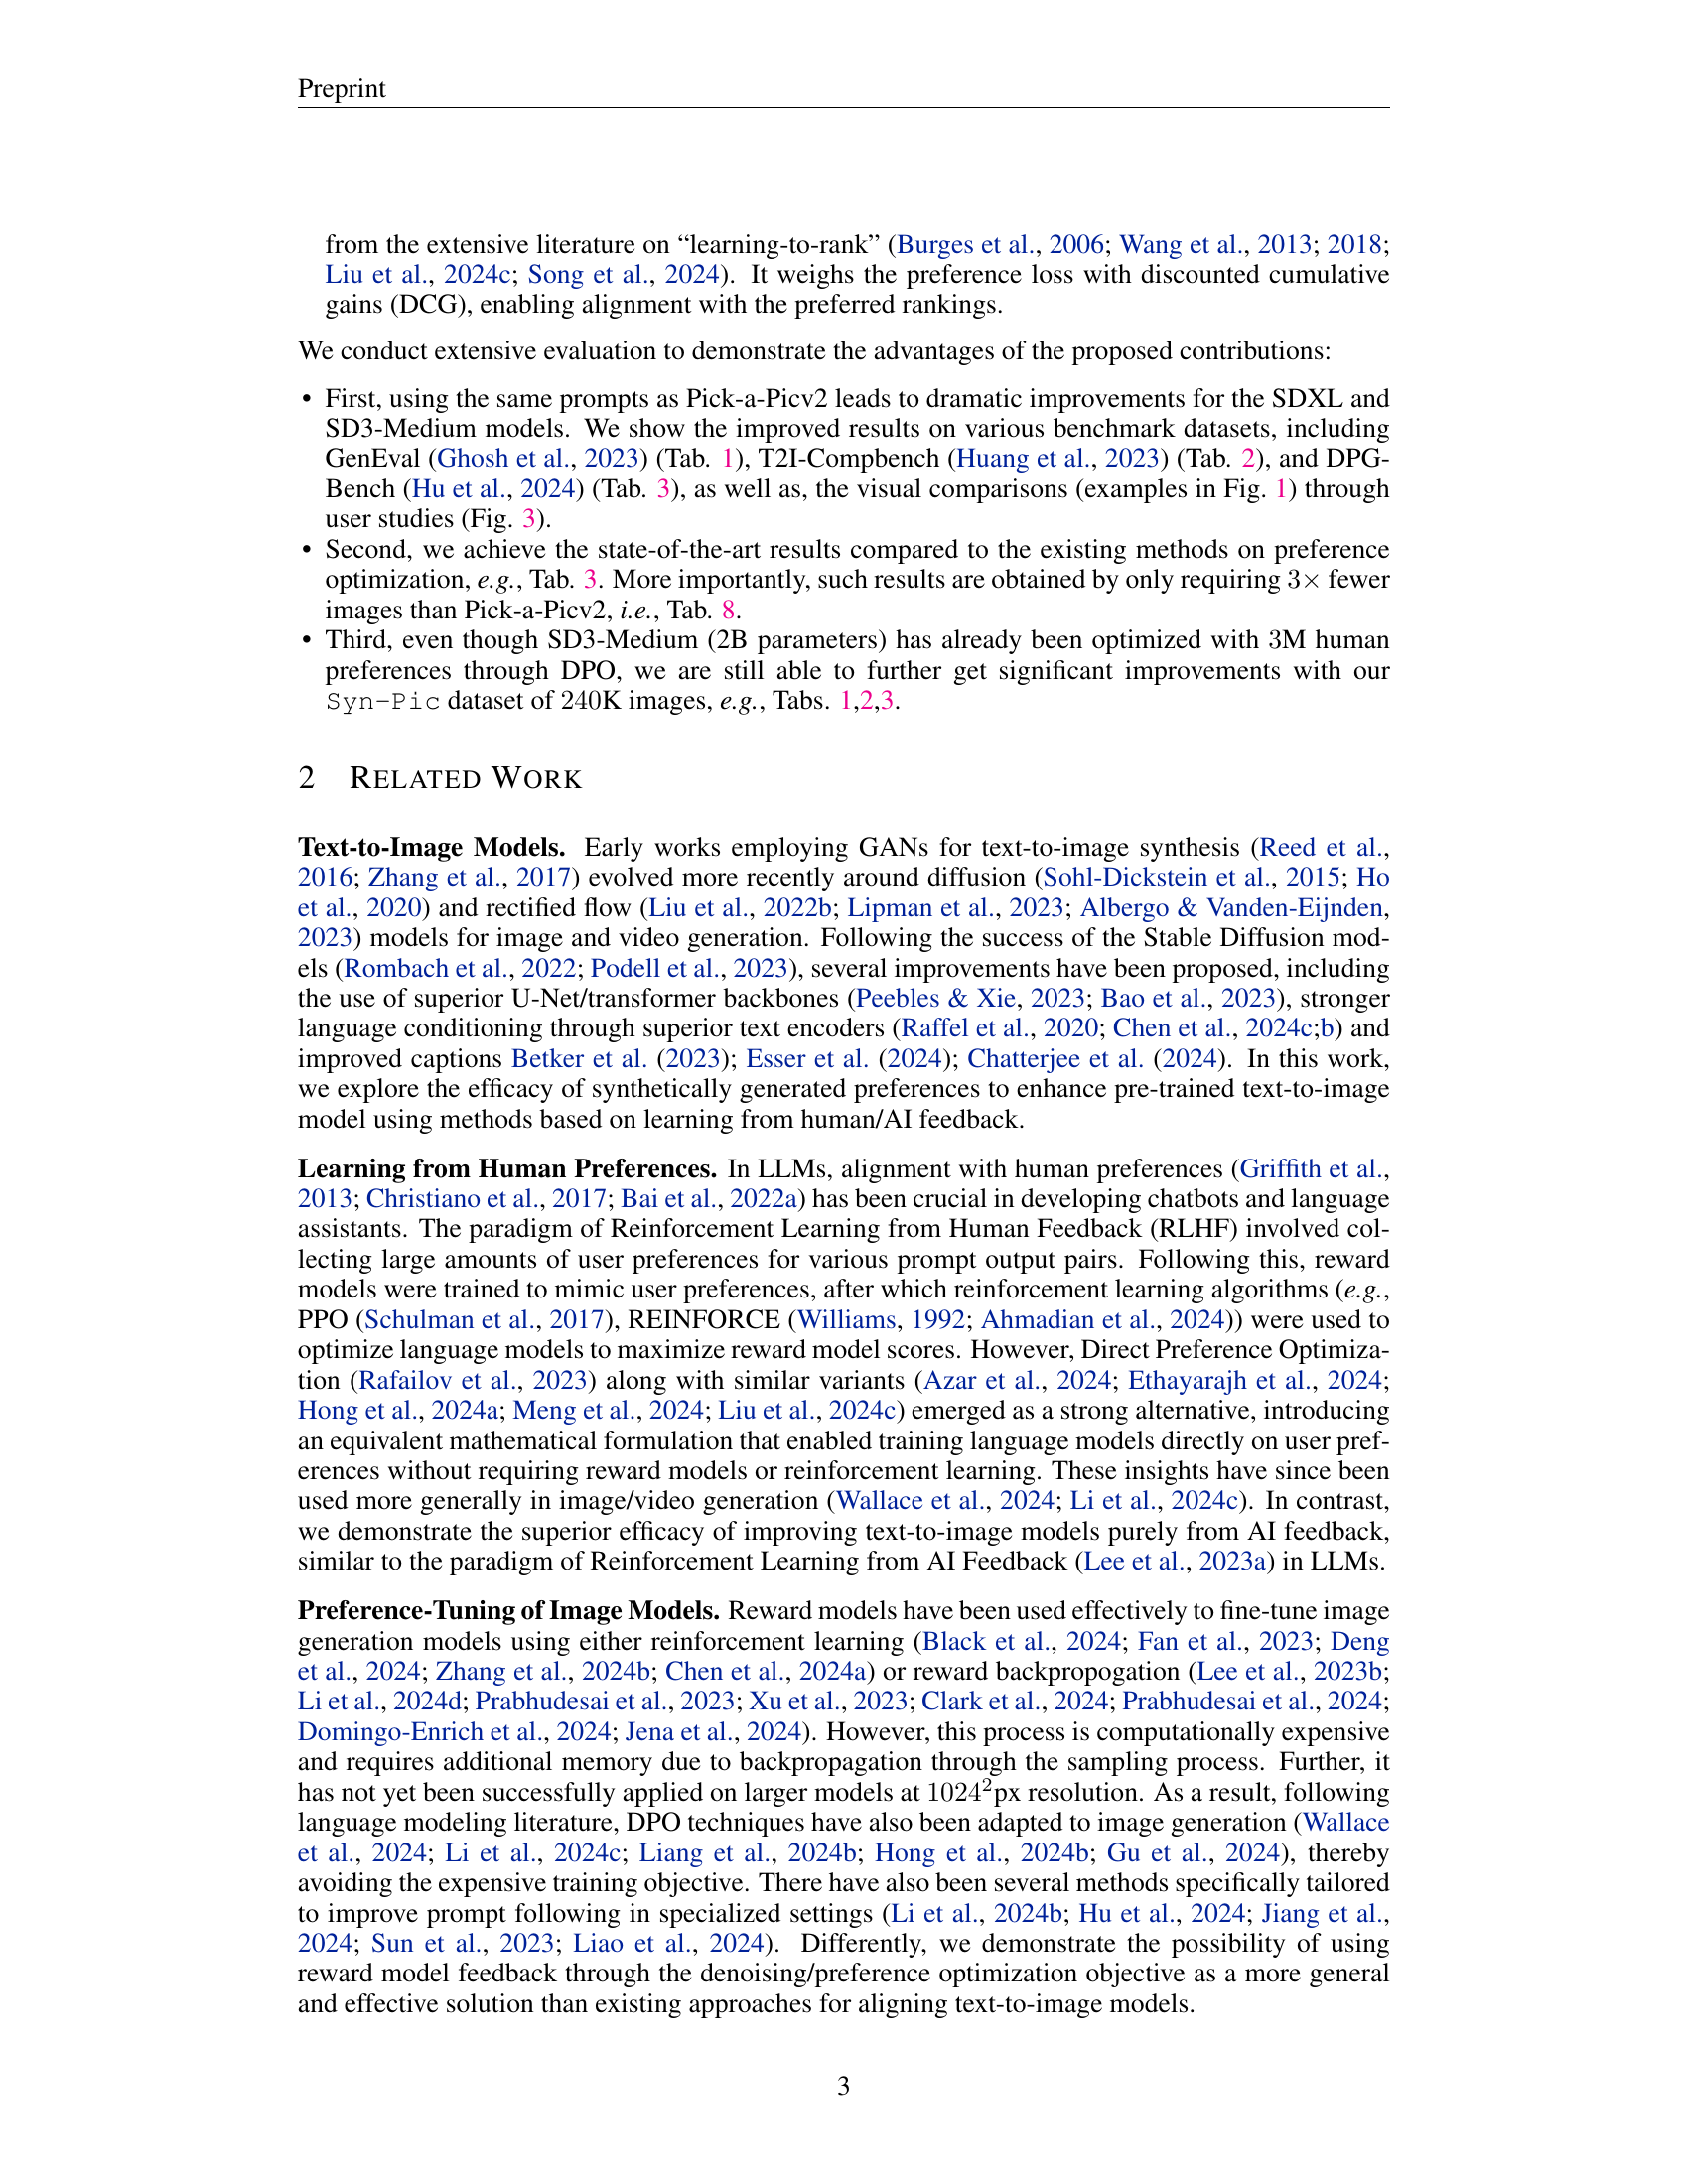 Preprint
from the extensive literature on “learning-to-rank” (Burges et al., 2006; Wang et al., 2013; 2018;
Liu et al., 2024c; Song et al., 2024). It weighs the preference loss with discounted cumulative
gains (DCG), enabling alignment with the preferred rankings.
We conduct extensive evaluation to demonstrate the advantages of the proposed contributions:
• First, using the same prompts as Pick-a-Picv2 leads to dramatic improvements for the SDXL and
SD3-Medium models. We show the improved results on various benchmark datasets, including
GenEval (Ghosh et al., 2023) (Tab. 1), T2I-Compbench (Huang et al., 2023) (Tab. 2), and DPG-
Bench (Hu et al., 2024) (Tab. 3), as well as, the visual comparisons (examples in Fig. 1) through
user studies (Fig. 3).
• Second, we achieve the state-of-the-art results compared to the existing methods on preference
optimization, e.g., Tab. 3. More importantly, such results are obtained by only requiring 3× fewer
images than Pick-a-Picv2, i.e., Tab. 8.
• Third, even though SD3-Medium (2B parameters) has already been optimized with 3M human
preferences through DPO, we are still able to further get significant improvements with our
Syn-Pic dataset of 240K images, e.g., Tabs. 1,2,3.
2 RELATED WORK
Text-to-Image Models. Early works employing GANs for text-to-image synthesis (Reed et al.,
2016; Zhang et al., 2017) evolved more recently around diffusion (Sohl-Dickstein et al., 2015; Ho
et al., 2020) and rectified flow (Liu et al., 2022b; Lipman et al., 2023; Albergo & Vanden-Eijnden,
2023) models for image and video generation. Following the success of the Stable Diffusion mod-
els (Rombach et al., 2022; Podell et al., 2023), several improvements have been proposed, including
the use of superior U-Net/transformer backbones (Peebles & Xie, 2023; Bao et al., 2023), stronger
language conditioning through superior text encoders (Raffel et al., 2020; Chen et al., 2024c;b) and
improved captions Betker et al. (2023); Esser et al. (2024); Chatterjee et al. (2024). In this work,
we explore the efficacy of synthetically generated preferences to enhance pre-trained text-to-image
model using methods based on learning from human/AI feedback.
Learning from Human Preferences. In LLMs, alignment with human preferences (Griffith et al.,
2013; Christiano et al., 2017; Bai et al., 2022a) has been crucial in developing chatbots and language
assistants. The paradigm of Reinforcement Learning from Human Feedback (RLHF) involved col-
lecting large amounts of user preferences for various prompt output pairs. Following this, reward
models were trained to mimic user preferences, after which reinforcement learning algorithms (e.g.,
PPO (Schulman et al., 2017), REINFORCE (Williams, 1992; Ahmadian et al., 2024)) were used to
optimize language models to maximize reward model scores. However, Direct Preference Optimiza-
tion (Rafailov et al., 2023) along with similar variants (Azar et al., 2024; Ethayarajh et al., 2024;
Hong et al., 2024a; Meng et al., 2024; Liu et al., 2024c) emerged as a strong alternative, introducing
an equivalent mathematical formulation that enabled training language models directly on user pref-
erences without requiring reward models or reinforcement learning. These insights have since been
used more generally in image/video generation (Wallace et al., 2024; Li et al., 2024c). In contrast,
we demonstrate the superior efficacy of improving text-to-image models purely from AI feedback,
similar to the paradigm of Reinforcement Learning from AI Feedback (Lee et al., 2023a) in LLMs.
Preference-Tuning of Image Models. Reward models have been used effectively to fine-tune image
generation models using either reinforcement learning (Black et al., 2024; Fan et al., 2023; Deng
et al., 2024; Zhang et al., 2024b; Chen et al., 2024a) or reward backpropogation (Lee et al., 2023b;
Li et al., 2024d; Prabhudesai et al., 2023; Xu et al., 2023; Clark et al., 2024; Prabhudesai et al., 2024;
Domingo-Enrich et al., 2024; Jena et al., 2024). However, this process is computationally expensive
and requires additional memory due to backpropagation through the sampling process. Further, it
has not yet been successfully applied on larger models at 1024²px resolution. As a result, following
language modeling literature, DPO techniques have also been adapted to image generation (Wallace
et al., 2024; Li et al., 2024c; Liang et al., 2024b; Hong et al., 2024b; Gu et al., 2024), thereby
avoiding the expensive training objective. There have also been several methods specifically tailored
to improve prompt following in specialized settings (Li et al., 2024b; Hu et al., 2024; Jiang et al.,
2024; Sun et al., 2023; Liao et al., 2024). Differently, we demonstrate the possibility of using
reward model feedback through the denoising/preference optimization objective as a more general
and effective solution than existing approaches for aligning text-to-image models.
3